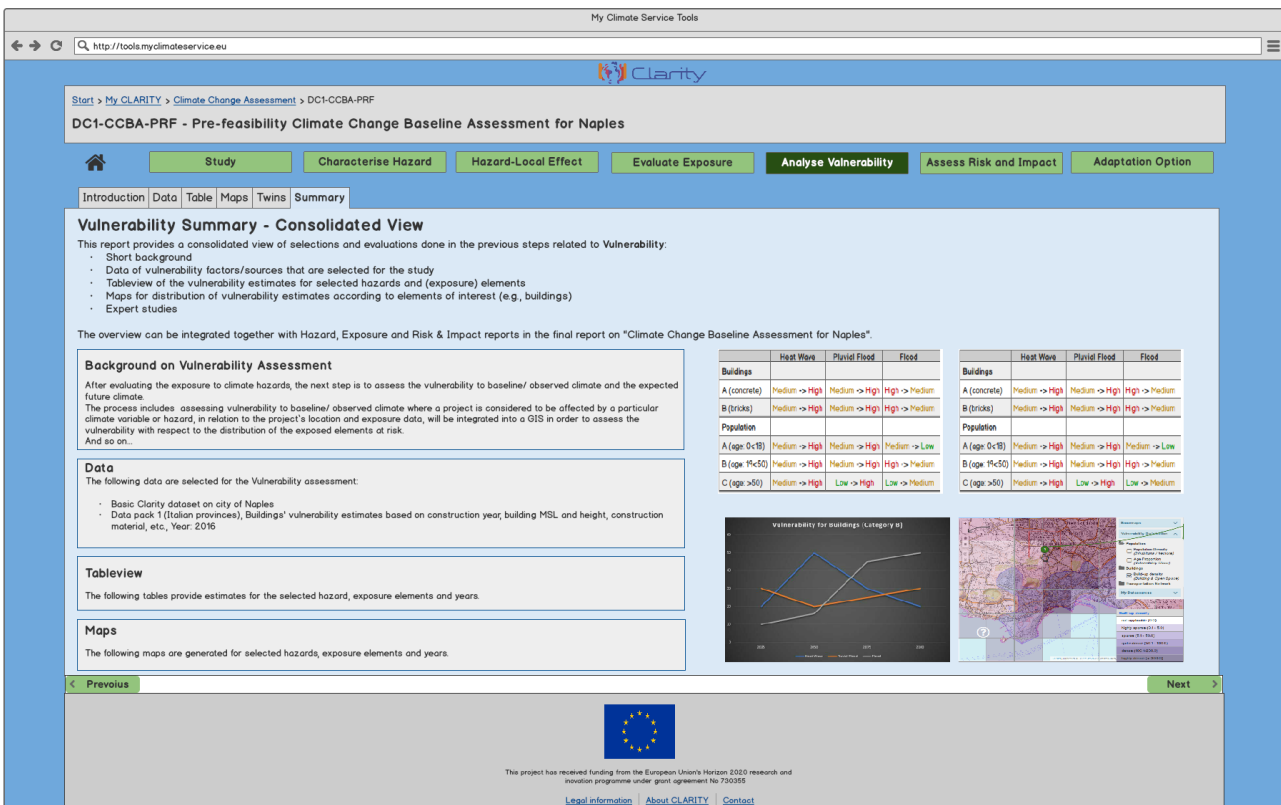 My Climate Service Tools
http://tools.myclimateservice.eu
Clarity
Start > My CLARITY > Climate Change Assessment > DC1-CCBA-PRF
DC1-CCBA-PRF - Pre-feasibility Climate Change Baseline Assessment for Naples
Study Characterise Hazard Hazard-Local Effect Evaluate Exposure Analyse Vulnerability Assess Risk and Impact Adaptation Option
Introduction Data Table Maps Twins Summary
Vulnerability Summary - Consolidated View
This report provides a consolidated view of selections and evaluations done in the previous steps related to Vulnerability:
· Short background
· Data of vulnerability factors/sources that are selected for the study
· Tableview of the vulnerability estimates for selected hazards and (exposure) elements
· Maps for distribution of vulnerability estimates according to elements of interest (e.g., buildings)
· Expert studies
The overview can be integrated together with Hazard, Exposure and Risk & Impact reports in the final report on "Climate Change Baseline Assessment for Naples".
Background on Vulnerability Assessment
After evaluating the exposure to climate hazards, the next step is to assess the vulnerability to baseline/ observed climate and the expected
future climate.
The process includes assessing vulnerability to baseline/ observed climate where a project is considered to be affected by a particular
climate variable or hazard, in relation to the project's location and exposure data, will be integrated into a GIS in order to assess the
vulnerability with respect to the distribution of the exposed elements at risk.
And so on...
Data
The following data are selected for the Vulnerability assessment:
· Basic Clarity dataset on city of Naples
· Data pack 1 (Italian provinces), Buildings' vulnerability estimates based on construction year, building MSL and height, construction
material, etc., Year: 2016
Tableview
The following tables provide estimates for the selected hazard, exposure elements and years.
Maps
The following maps are generated for selected hazards, exposure elements and years.
Heat Wave Pluvial Flood Flood
Buildings
A (concrete) Medium -> High Medium -> High High -> Medium
B (bricks) Medium -> High Medium -> High High -> Medium
Population
A (age: 0<18) Medium -> High Medium -> High Medium -> Low
B (age: 19<50) Medium -> High Medium -> High High -> Medium
C (age: >50) Medium -> High Low -> High Low -> Medium
Heat Wave Pluvial Flood Flood
Buildings
A (concrete) Medium -> High Medium -> High High -> Medium
B (bricks) Medium -> High Medium -> High High -> Medium
Population
A (age: 0<18) Medium -> High Medium -> High Medium -> Low
B (age: 19<50) Medium -> High Medium -> High High -> Medium
C (age: >50) Medium -> High Low -> High Low -> Medium
Vulnerability for Buildings (Category B)
Population
Buildings
My Datasources
< Prevoius
Next >
This project has received funding from the European Union's Horizon 2020 research and
inovation programme under grant agreement No 730355
Legal information About CLARITY Contact